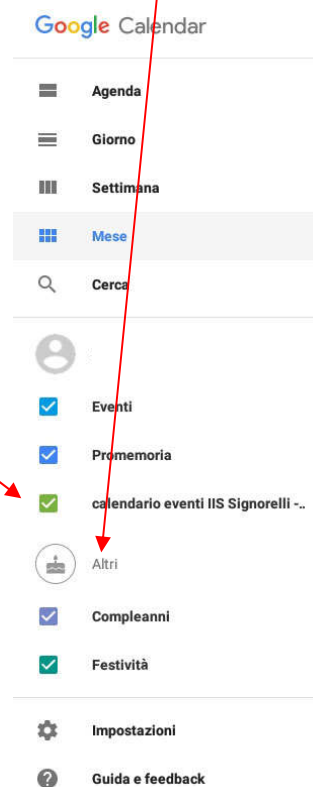 Google Calendar
Agenda
Giorno
Settimana
Mese
Cerca
Eventi
Promemoria
calendario eventi IIS Signorelli -..
Altri
Compleanni
Festività
Impostazioni
Guida e feedback